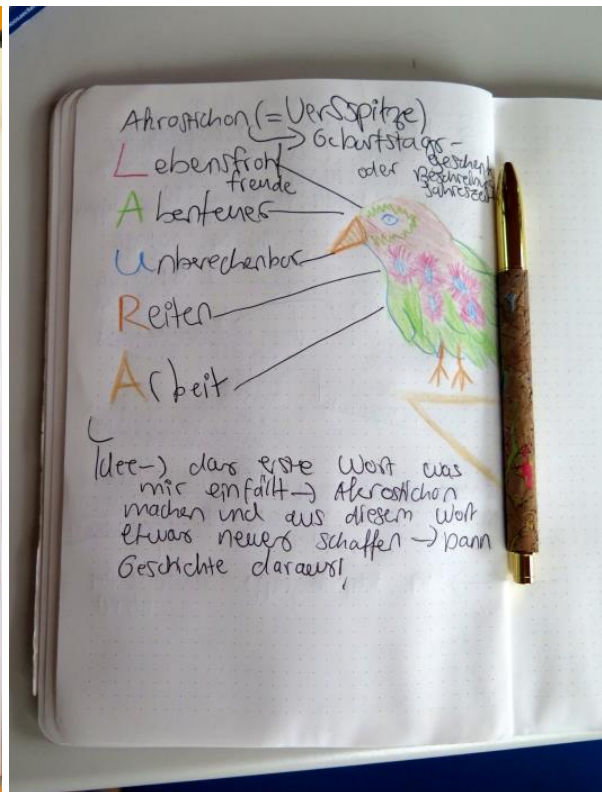 Akrostichon (= Versspitze)
→ Geburtstags-
oder geschenk
Beschreibung
Jahreszeit
Lebensfroh
freude
Abenteuer
Unberechenbar
Reiten
Arbeit
Idee → das erste Wort was
mir einfällt → Akrostichon
machen und aus diesem Wort
etwas neues schaffen → Dann
Geschichte daraus!